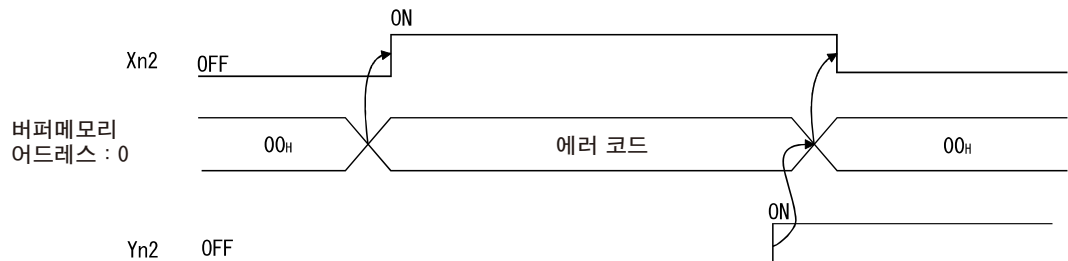 ON
Xn2 OFF
버퍼메모리
어드레스 : 0
00H 에러 코드 00H
ON
Yn2 OFF